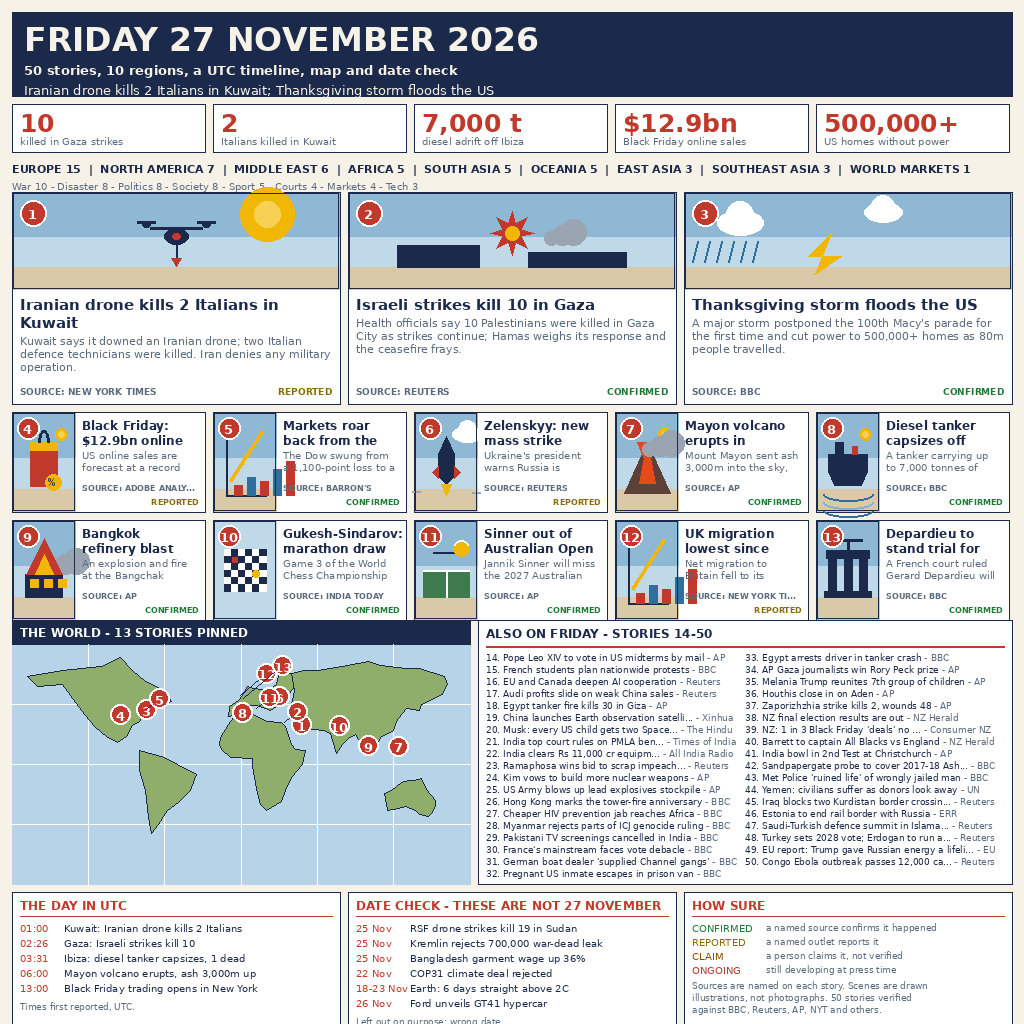 FRIDAY 27 NOVEMBER 2026
50 stories, 10 regions, a UTC timeline, map and date check
Iranian drone kills 2 Italians in Kuwait; Thanksgiving storm floods the US
10
killed in Gaza strikes
2
Italians killed in Kuwait
7,000 t
diesel adrift off Ibiza
$12.9bn
Black Friday online sales
500,000+
US homes without power
EUROPE 15 | NORTH AMERICA 7 | MIDDLE EAST 6 | AFRICA 5 | SOUTH ASIA 5 | OCEANIA 5 | EAST ASIA 3 | SOUTHEAST ASIA 3 | WORLD MARKETS 1
War 10 - Disaster 8 - Politics 8 - Society 8 - Sport 5 - Courts 4 - Markets 4 - Tech 3
1
Iranian drone kills 2 Italians in
Kuwait
Kuwait says it downed an Iranian drone; two Italian
defence technicians were killed. Iran denies any military
operation.
SOURCE: NEW YORK TIMES
REPORTED
2
Israeli strikes kill 10 in Gaza
Health officials say 10 Palestinians were killed in Gaza
City as strikes continue; Hamas weighs its response and
the ceasefire frays.
SOURCE: REUTERS
CONFIRMED
3
Thanksgiving storm floods the US
A major storm postponed the 100th Macy's parade for
the first time and cut power to 500,000+ homes as 80m
people travelled.
SOURCE: BBC
CONFIRMED
4
%
Black Friday:
$12.9bn online
US online sales are
forecast at a record
SOURCE: ADOBE ANALY...
REPORTED
5
Markets roar
back from the
The Dow swung from
a 1,100-point loss to a
SOURCE: BARRON'S
CONFIRMED
6
Zelenskyy: new
mass strike
Ukraine's president
warns Russia is
SOURCE: REUTERS
REPORTED
7
Mayon volcano
erupts in
Mount Mayon sent ash
3,000m into the sky,
SOURCE: AP
CONFIRMED
8
Diesel tanker
capsizes off
A tanker carrying up
to 7,000 tonnes of
SOURCE: BBC
CONFIRMED
9
Bangkok
refinery blast
An explosion and fire
at the Bangchak
SOURCE: AP
CONFIRMED
10
Gukesh-Sindarov:
marathon draw
Game 3 of the World
Chess Championship
SOURCE: INDIA TODAY
CONFIRMED
11
Sinner out of
Australian Open
Jannik Sinner will miss
the 2027 Australian
SOURCE: AP
CONFIRMED
12
UK migration
lowest since
Net migration to
Britain fell to its
SOURCE: NEW YORK TI...
REPORTED
13
Depardieu to
stand trial for
A French court ruled
Gerard Depardieu will
SOURCE: BBC
CONFIRMED
THE WORLD - 13 STORIES PINNED
12
13
5
4
3
11
8
2
1
10
9
7
ALSO ON FRIDAY - STORIES 14-50
14. Pope Leo XIV to vote in US midterms by mail - AP
15. French students plan nationwide protests - BBC
16. EU and Canada deepen AI cooperation - Reuters
17. Audi profits slide on weak China sales - Reuters
18. Egypt tanker fire kills 30 in Giza - AP
19. China launches Earth observation satelli... - Xinhua
20. Musk: every US child gets two Space... - The Hindu
21. India top court rules on PMLA ben... - Times of India
22. India clears Rs 11,000 cr equipm... - All India Radio
23. Ramaphosa wins bid to scrap impeach... - Reuters
24. Kim vows to build more nuclear weapons - AP
25. US Army blows up lead explosives stockpile - AP
26. Hong Kong marks the tower-fire anniversary - BBC
27. Cheaper HIV prevention jab reaches Africa - BBC
28. Myanmar rejects parts of ICJ genocide ruling - BBC
29. Pakistani TV screenings cancelled in India - BBC
30. France's mainstream faces vote debacle - BBC
31. German boat dealer 'supplied Channel gangs' - BBC
32. Pregnant US inmate escapes in prison van - BBC
33. Egypt arrests driver in tanker crash - BBC
34. AP Gaza journalists win Rory Peck prize - AP
35. Melania Trump reunites 7th group of children - AP
36. Houthis close in on Aden - AP
37. Zaporizhzhia strike kills 2, wounds 48 - AP
38. NZ final election results are out - NZ Herald
39. NZ: 1 in 3 Black Friday 'deals' no ... - Consumer NZ
40. Barrett to captain All Blacks vs England - NZ Herald
41. India bowl in 2nd Test at Christchurch - AP
42. Sandpapergate probe to cover 2017-18 Ash... - BBC
43. Met Police 'ruined life' of wrongly jailed man - BBC
44. Yemen: civilians suffer as donors look away - UN
45. Iraq blocks two Kurdistan border crossin... - Reuters
46. Estonia to end rail border with Russia - ERR
47. Saudi-Turkish defence summit in Islama... - Reuters
48. Turkey sets 2028 vote; Erdogan to run a... - Reuters
49. EU report: Trump gave Russian energy a lifeli... - EU
50. Congo Ebola outbreak passes 12,000 ca... - Reuters
THE DAY IN UTC
01:00 Kuwait: Iranian drone kills 2 Italians
02:26 Gaza: Israeli strikes kill 10
03:31 Ibiza: diesel tanker capsizes, 1 dead
06:00 Mayon volcano erupts, ash 3,000m up
13:00 Black Friday trading opens in New York
Times first reported, UTC.
DATE CHECK - THESE ARE NOT 27 NOVEMBER
25 Nov RSF drone strikes kill 19 in Sudan
25 Nov Kremlin rejects 700,000 war-dead leak
25 Nov Bangladesh garment wage up 36%
22 Nov COP31 climate deal rejected
18-23 Nov Earth: 6 days straight above 2C
26 Nov Ford unveils GT41 hypercar
Left out on purpose: wrong date.
HOW SURE
CONFIRMED a named source confirms it happened
REPORTED a named outlet reports it
CLAIM a person claims it, not verified
ONGOING still developing at press time
Sources are named on each story. Scenes are drawn
illustrations, not photographs. 50 stories verified
against BBC, Reuters, AP, NYT and others.